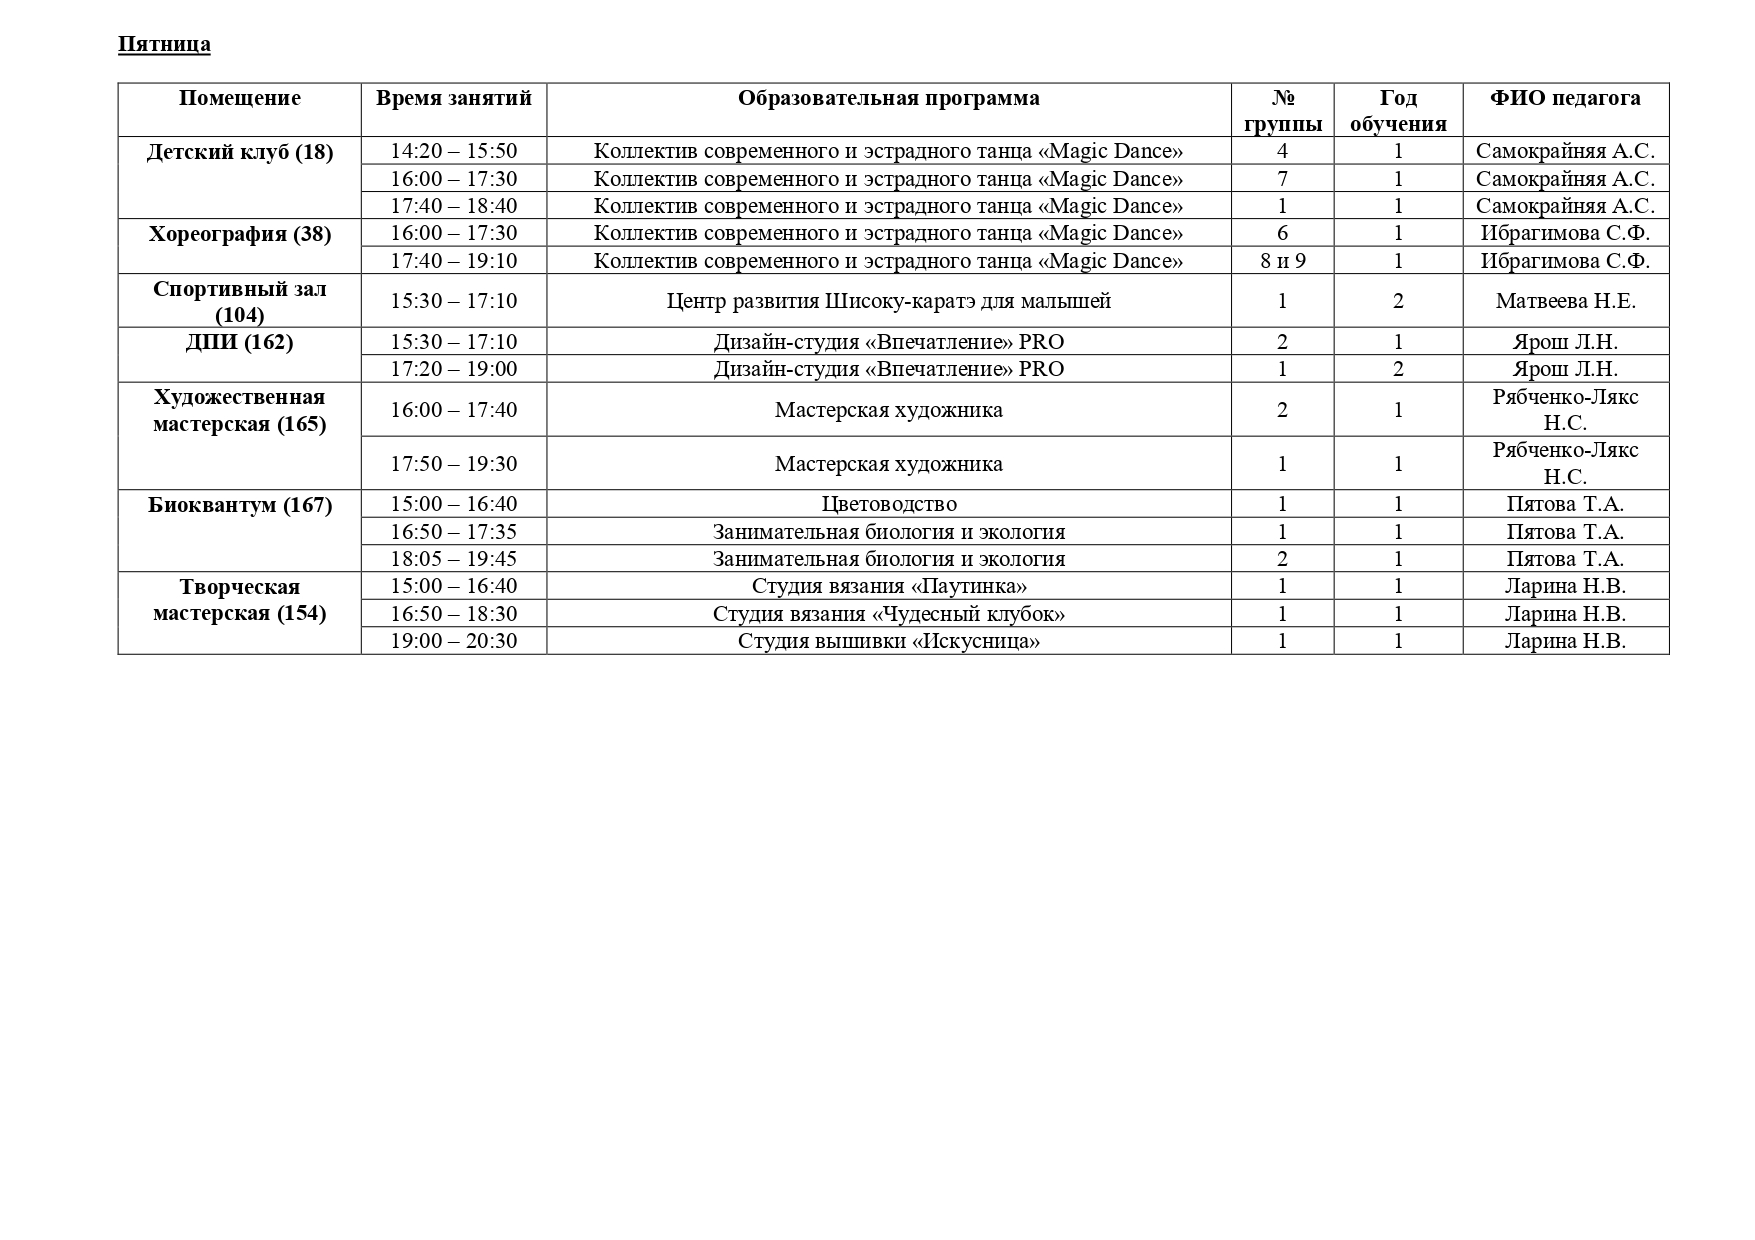 Пятница
Помещение Время занятий Образовательная программа № группы Год обучения ФИО педагога
Детский клуб (18) 14:20 – 15:50 Коллектив современного и эстрадного танца «Magic Dance» 4 1 Самокрайняя А.С.
16:00 – 17:30 Коллектив современного и эстрадного танца «Magic Dance» 7 1 Самокрайняя А.С.
17:40 – 18:40 Коллектив современного и эстрадного танца «Magic Dance» 1 1 Самокрайняя А.С.
Хореография (38) 16:00 – 17:30 Коллектив современного и эстрадного танца «Magic Dance» 6 1 Ибрагимова С.Ф.
17:40 – 19:10 Коллектив современного и эстрадного танца «Magic Dance» 8 и 9 1 Ибрагимова С.Ф.
Спортивный зал (104) 15:30 – 17:10 Центр развития Шисоку-каратэ для малышей 1 2 Матвеева Н.Е.
ДПИ (162) 15:30 – 17:10 Дизайн-студия «Впечатление» PRO 2 1 Ярош Л.Н.
17:20 – 19:00 Дизайн-студия «Впечатление» PRO 1 2 Ярош Л.Н.
Художественная мастерская (165) 16:00 – 17:40 Мастерская художника 2 1 Рябченко-Лякс Н.С.
17:50 – 19:30 Мастерская художника 1 1 Рябченко-Лякс Н.С.
Биоквантум (167) 15:00 – 16:40 Цветоводство 1 1 Пятова Т.А.
16:50 – 17:35 Занимательная биология и экология 1 1 Пятова Т.А.
18:05 – 19:45 Занимательная биология и экология 2 1 Пятова Т.А.
Творческая мастерская (154) 15:00 – 16:40 Студия вязания «Паутинка» 1 1 Ларина Н.В.
16:50 – 18:30 Студия вязания «Чудесный клубок» 1 1 Ларина Н.В.
19:00 – 20:30 Студия вышивки «Искусница» 1 1 Ларина Н.В.